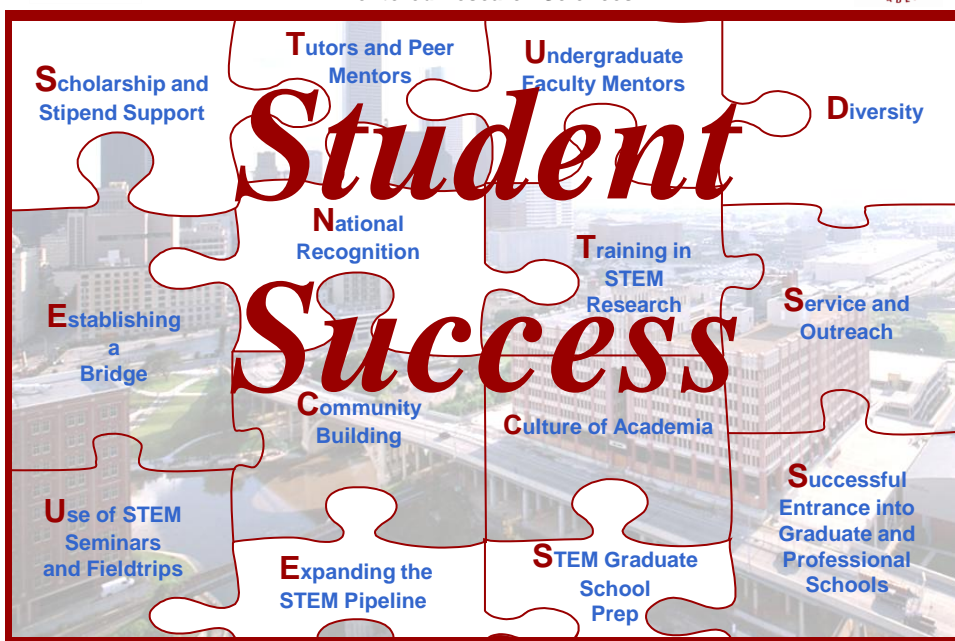 Scholarship and
Stipend Support
Tutors and Peer
Mentors
Undergraduate
Faculty Mentors
Diversity
Student
National
Recognition
Training in
STEM
Research
Establishing
a
Bridge
Service and
Outreach
Success
Community
Building
Culture of Academia
Use of STEM
Seminars
and Fieldtrips
Expanding the
STEM Pipeline
STEM Graduate
School
Prep
Successful
Entrance into
Graduate and
Professional
Schools